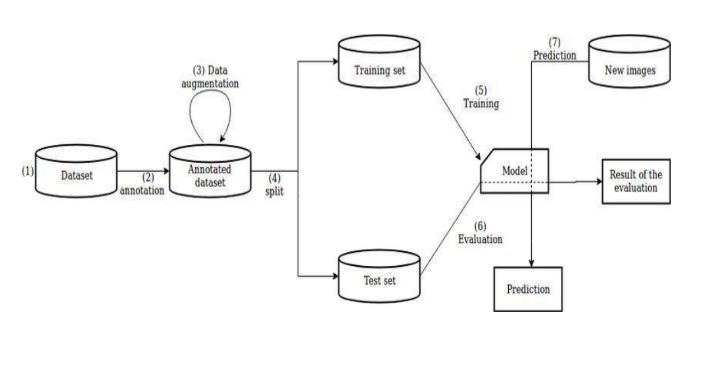 (1)
Dataset
(2)
annotation
(3) Data
augmentation
Annotated
dataset
(4)
split
Training set
Test set
(5)
Training
(6)
Evaluation
Model
(7)
Prediction
New images
Result of the
evaluation
Prediction